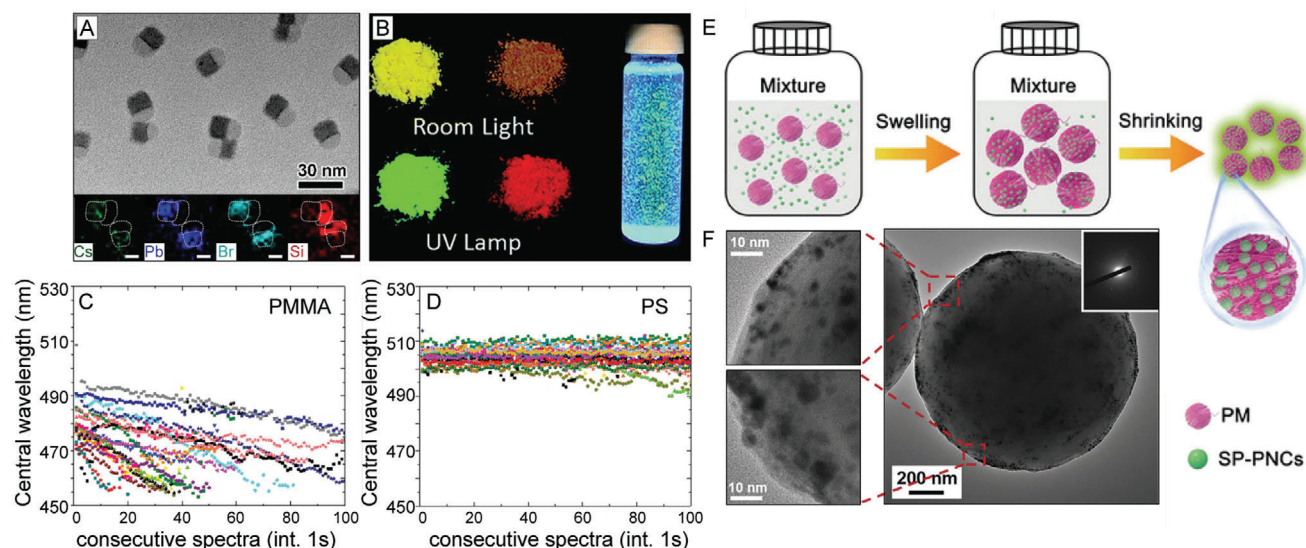 A
30 nm
Cs
Pb
Br
Si
B
Room Light
UV Lamp
C
PMMA
Central wavelength (nm)
530
510
490
470
450
0
20
40
60
80
100
consecutive spectra (int. 1s)
D
PS
Central wavelength (nm)
530
510
490
470
450
0
20
40
60
80
100
consecutive spectra (int. 1s)
E
Mixture
Swelling
Mixture
Shrinking
F
10 nm
10 nm
200 nm
PM
SP-PNCs